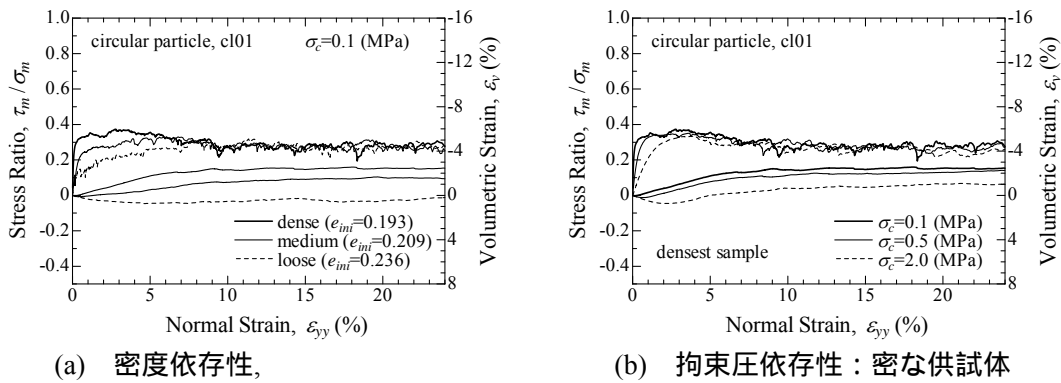 circular particle, cl01 σc=0.1 (MPa)
Stress Ratio, τm/σm
1.0
0.8
0.6
0.4
0.2
0
-0.2
-0.4
-16
-12
-8
-4
0
4
8
Volumetric Strain, εv (%)
dense (eini=0.193)
medium (eini=0.209)
loose (eini=0.236)
0 5 10 15 20
Normal Strain, εyy (%)
(a) 密度依存性,
circular particle, cl01
Stress Ratio, τm/σm
1.0
0.8
0.6
0.4
0.2
0
-0.2
-0.4
-16
-12
-8
-4
0
4
8
Volumetric Strain, εv (%)
densest sample
σc=0.1 (MPa)
σc=0.5 (MPa)
σc=2.0 (MPa)
0 5 10 15 20
Normal Strain, εyy (%)
(b) 拘束圧依存性：密な供試体